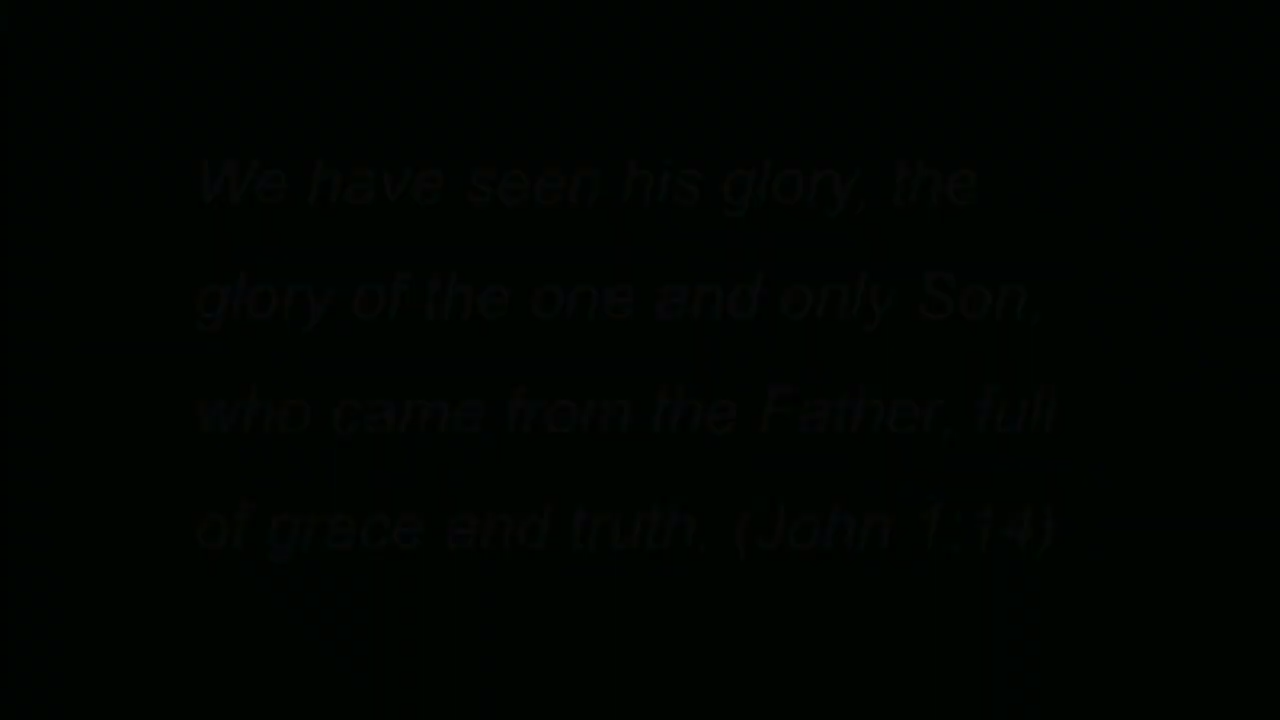 We have seen his glory, the
glory of the one and only Son,
who came from the Father, full
of grace and truth. (John 1:14)